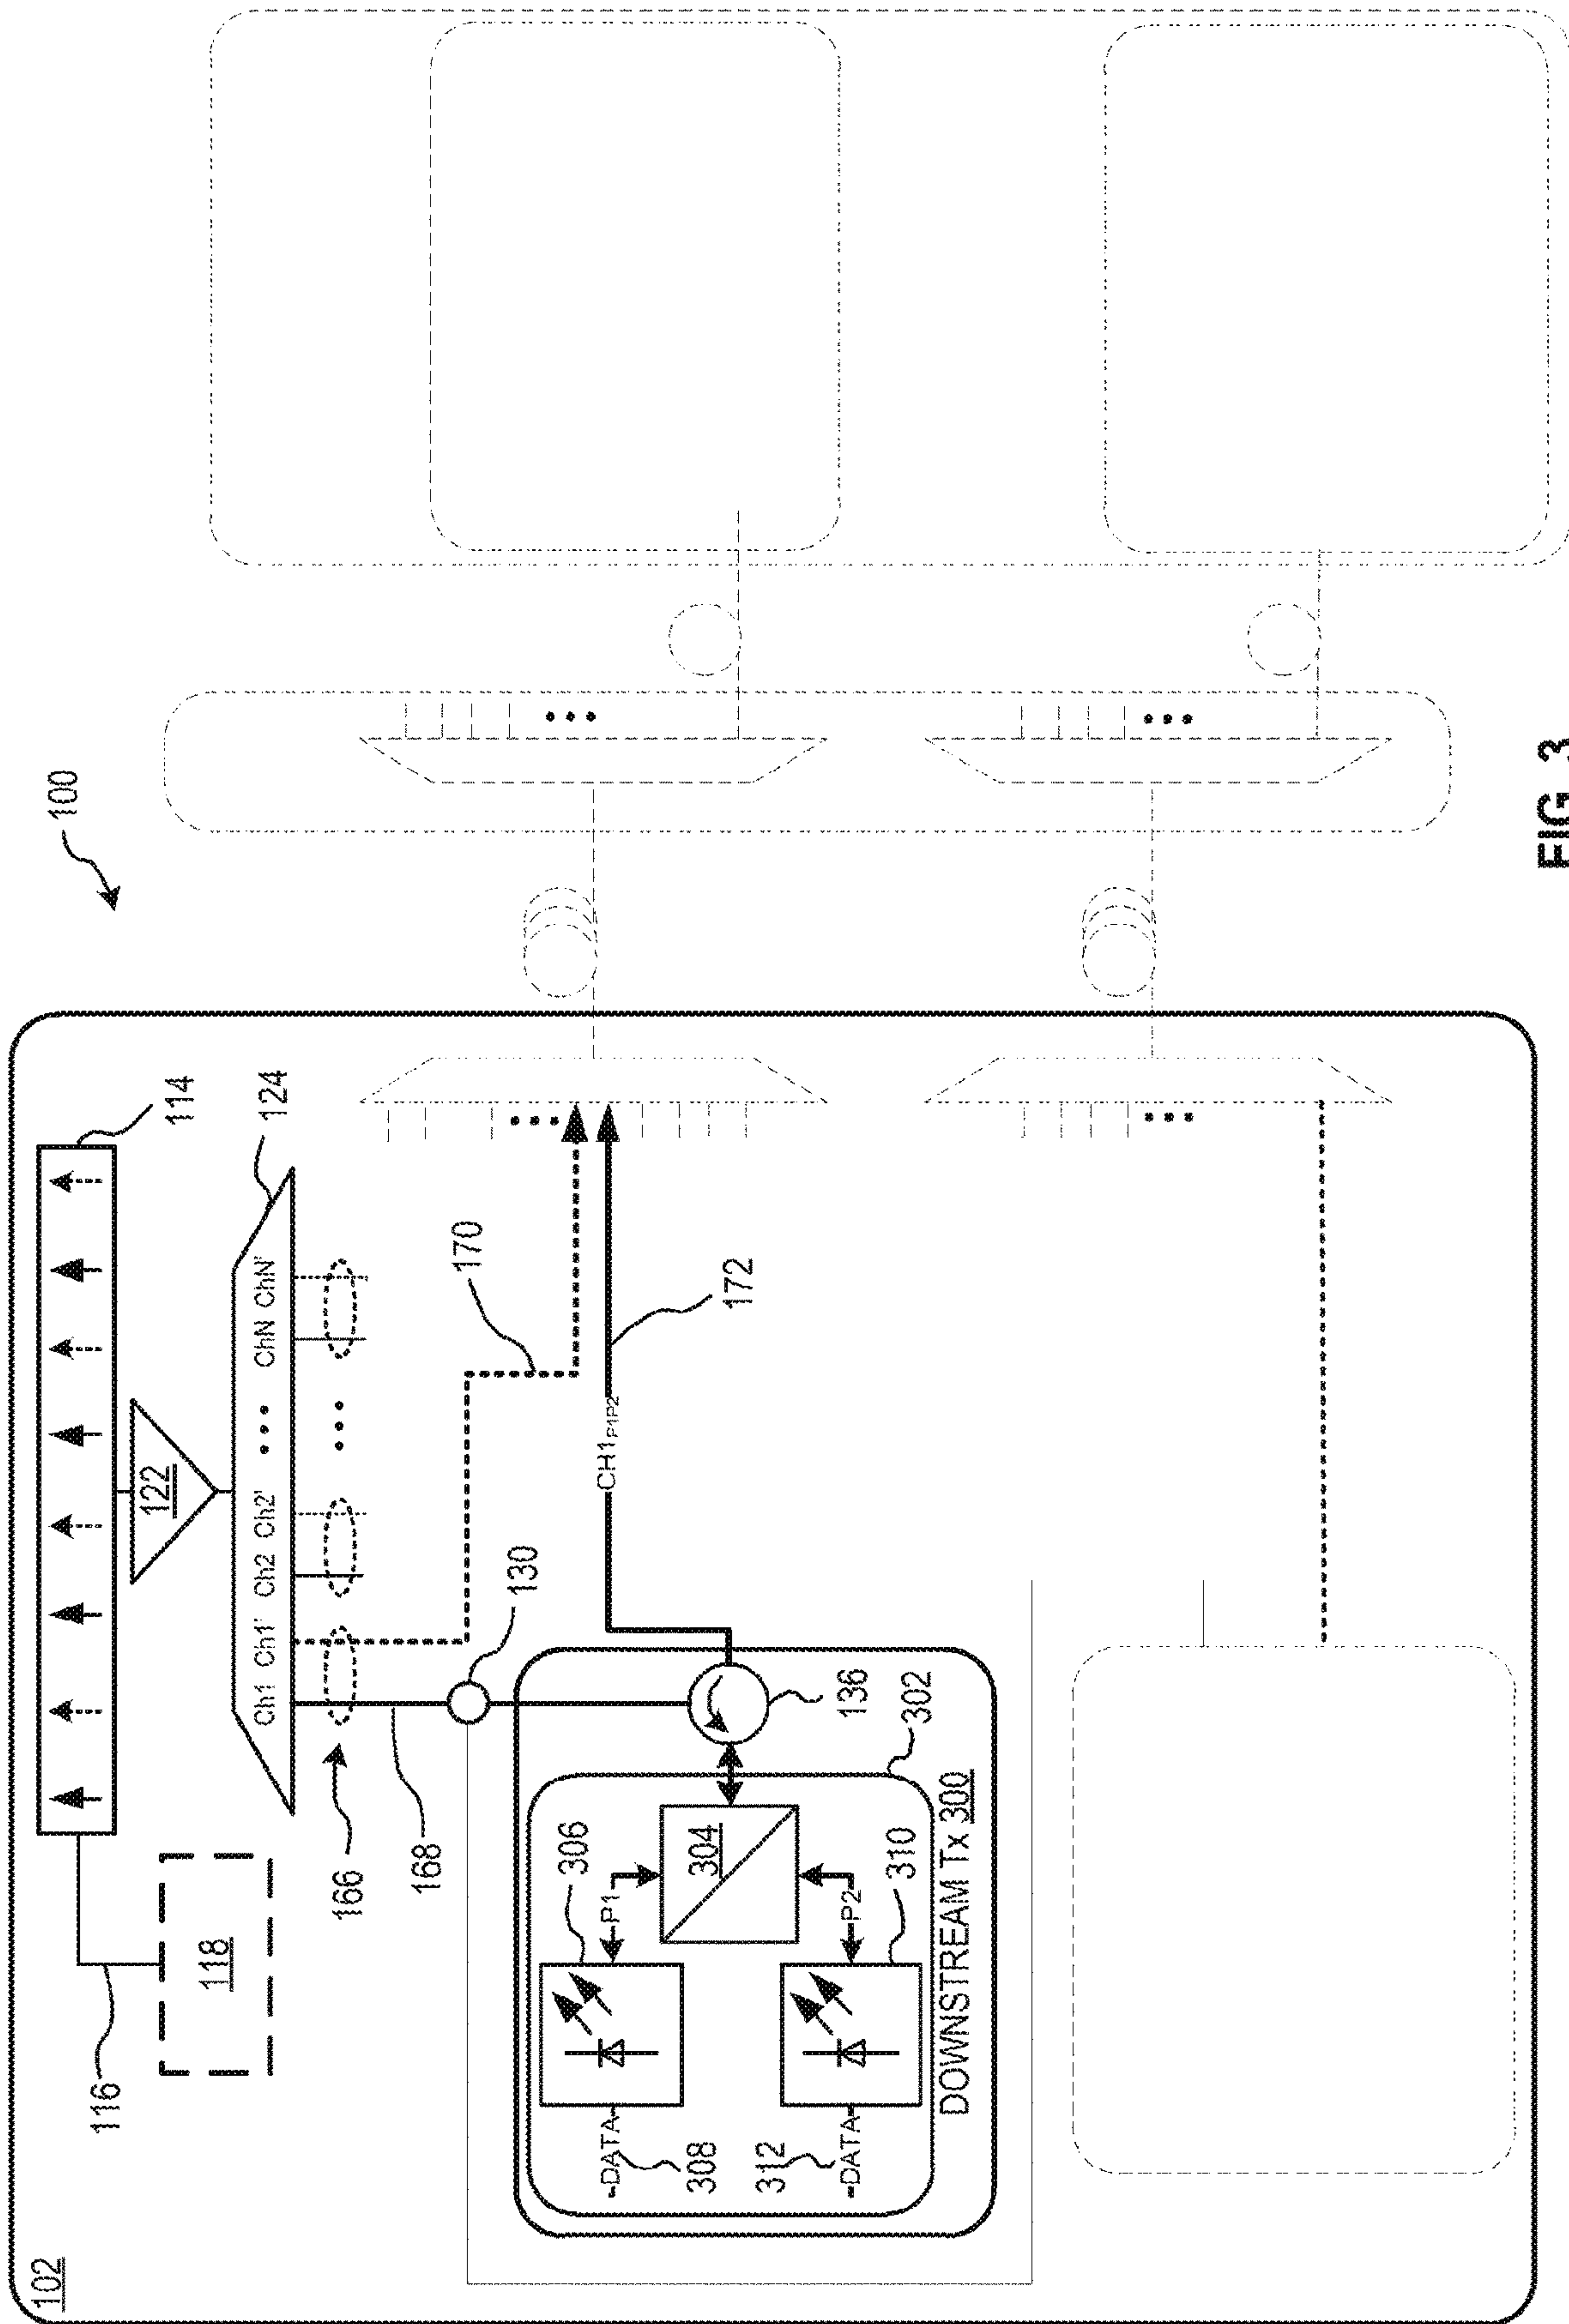 102
100
116
118
114
122
124
Ch1 Ch1' Ch2 Ch2' ••• ChN ChN'
166
168
130
170
172
CH1P1P2
136
302
306
P1
304
P2
310
-DATA-
308
312
-DATA-
DOWNSTREAM Tx 300
FIG. 3